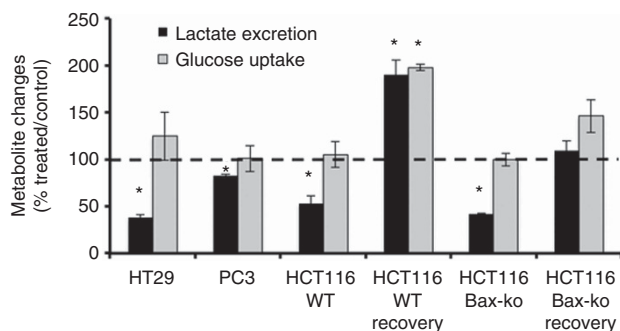 Metabolite changes
(% treated/control)
250
200
150
100
50
0
Lactate excretion
Glucose uptake
*
*
*
*
*
*
HT29
PC3
HCT116
WT
HCT116
WT
recovery
HCT116
Bax-ko
HCT116
Bax-ko
recovery